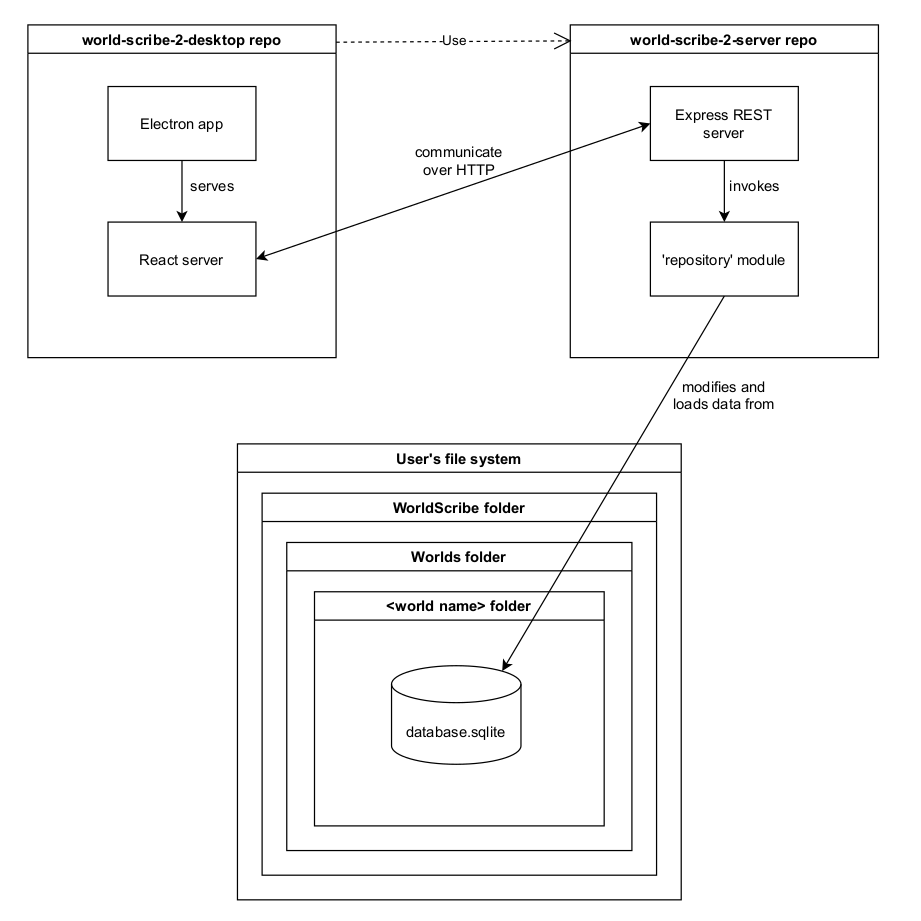 world-scribe-2-desktop repo
Use
world-scribe-2-server repo
Electron app
serves
React server
communicate
over HTTP
Express REST
server
invokes
'repository' module
modifies and
loads data from
User's file system
WorldScribe folder
Worlds folder
<world name> folder
database.sqlite